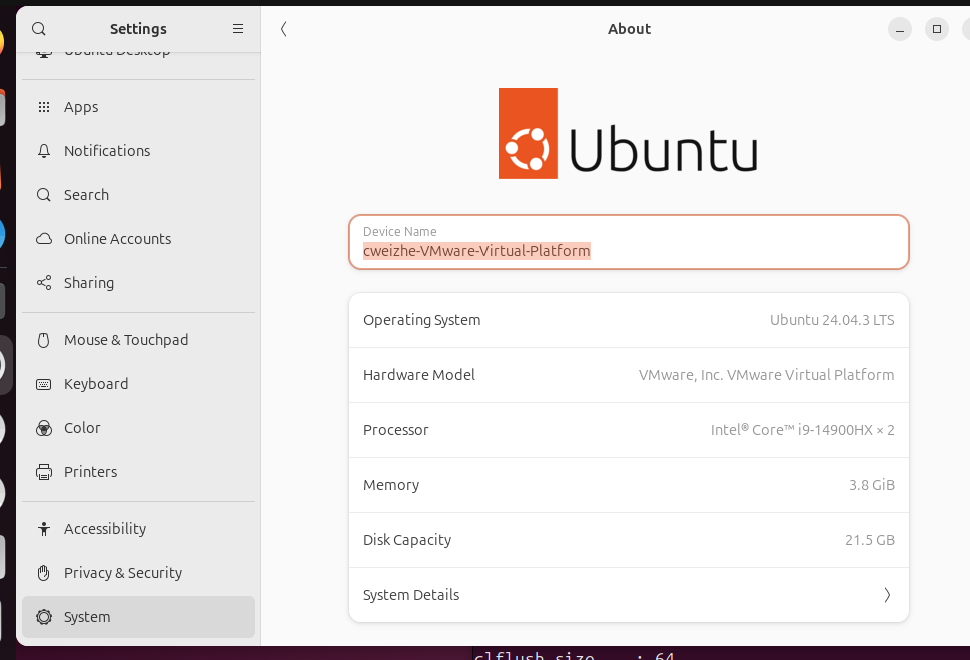 Settings
About
Ubuntu Desktop
Apps
Notifications
Search
Online Accounts
Sharing
Mouse & Touchpad
Keyboard
Color
Printers
Accessibility
Privacy & Security
System
Ubuntu
Device Name
cweizhe-VMware-Virtual-Platform
Operating System Ubuntu 24.04.3 LTS
Hardware Model VMware, Inc. VMware Virtual Platform
Processor Intel® Core™ i9-14900HX × 2
Memory 3.8 GiB
Disk Capacity 21.5 GB
System Details
clflush size : 64